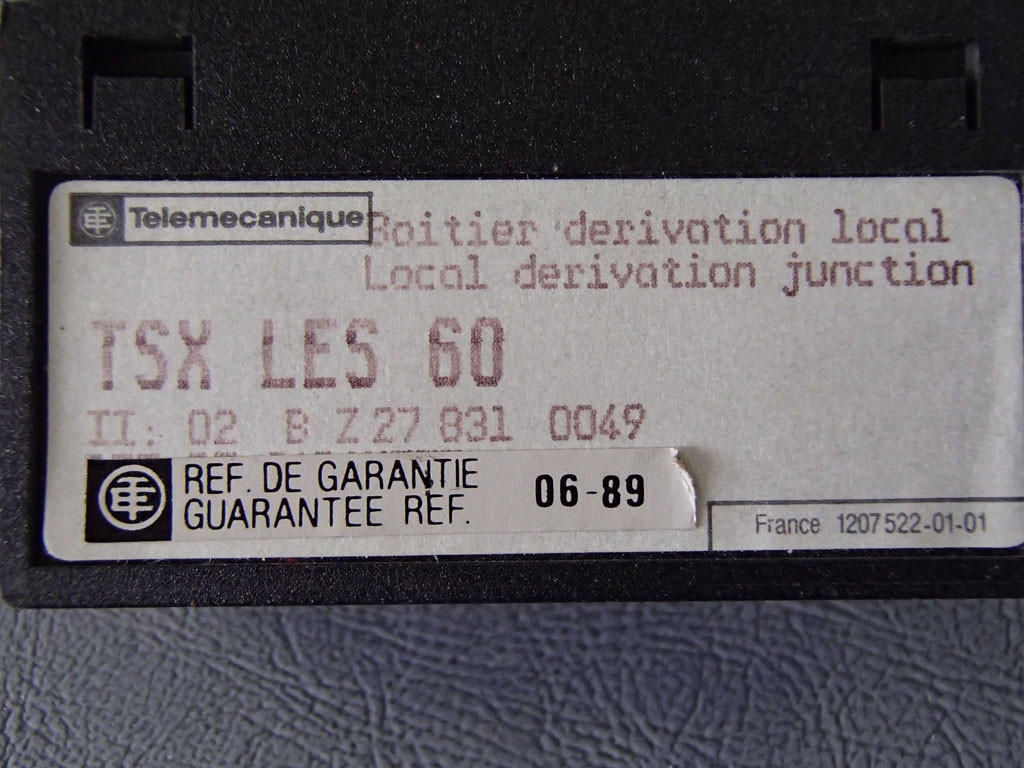 Telemecanique
Boitier derivation local
Local derivation junction
TSX LES 60
II: 02 B Z 27 831 0049
REF. DE GARANTIE
GUARANTEE REF.
06-89
France 1207522-01-01